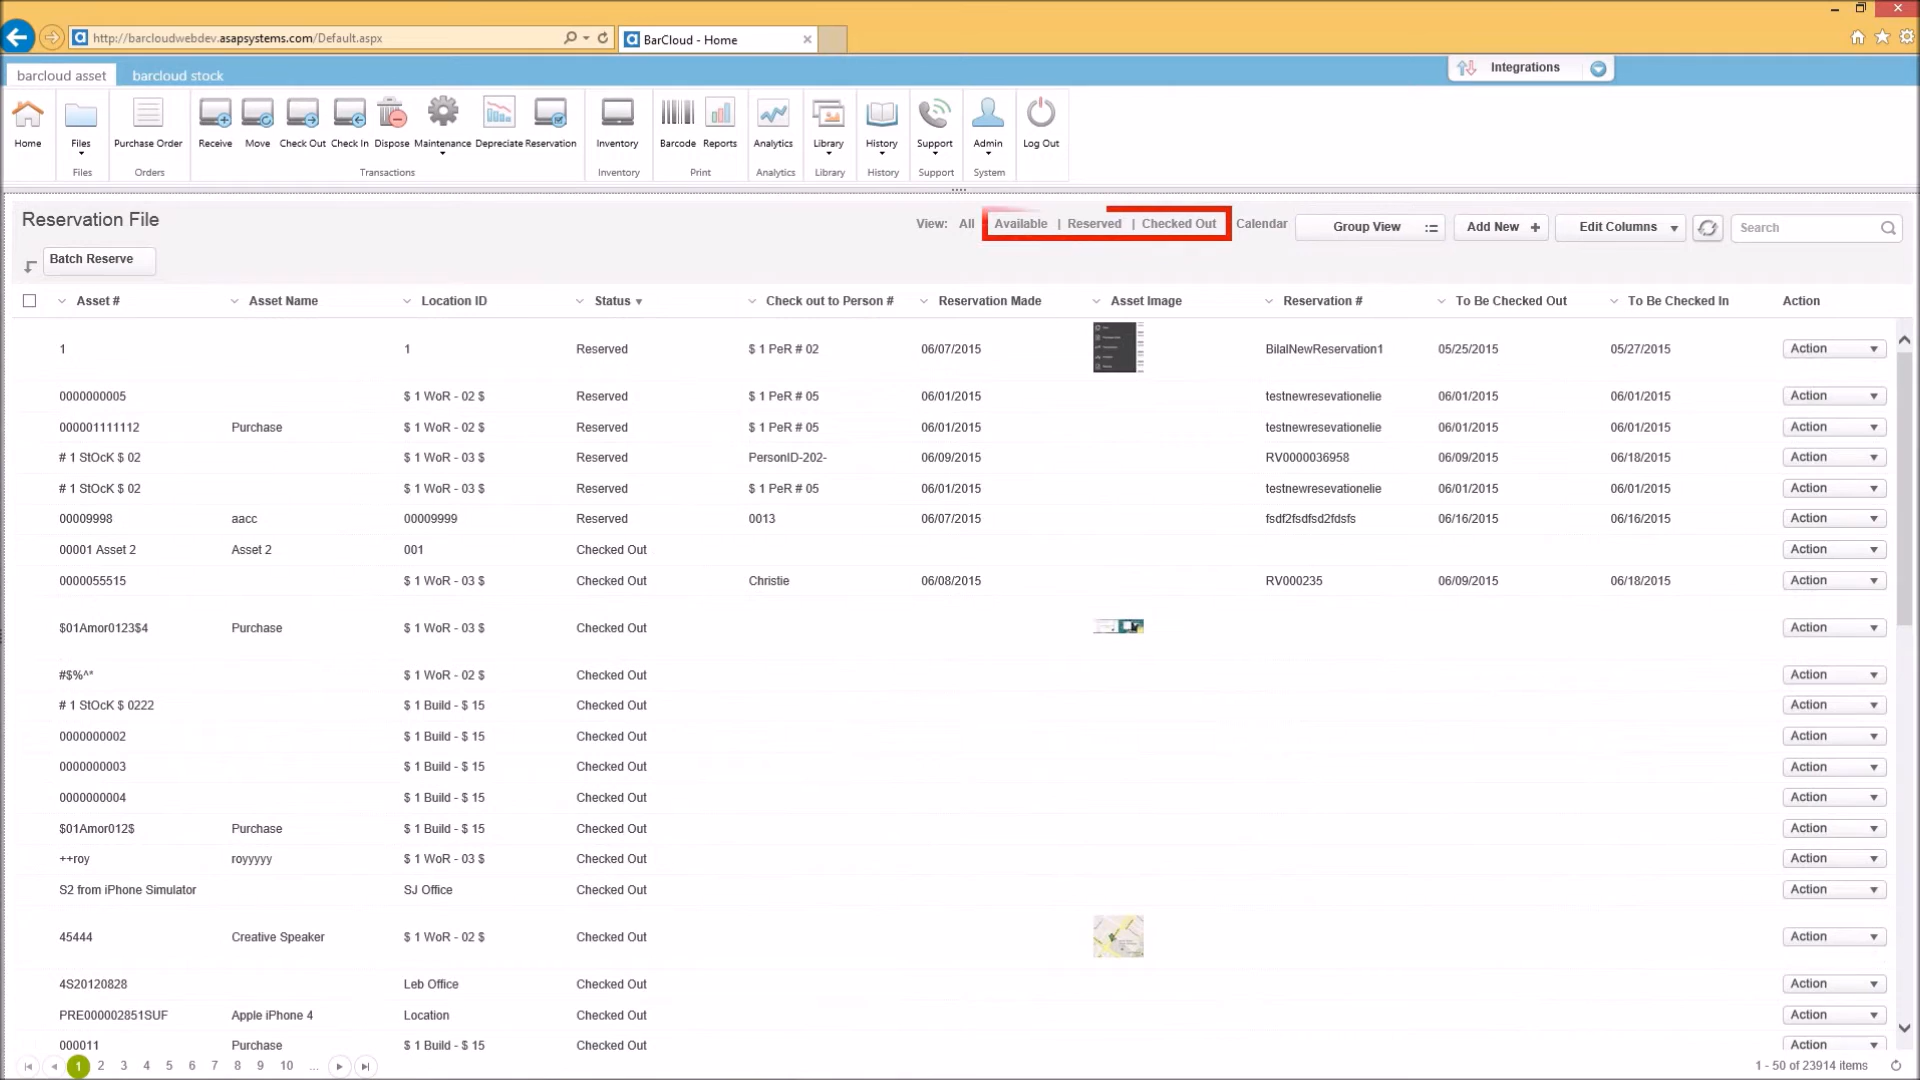 http://barcloudwebdev.asapsystems.com/Default.aspx
BarCloud - Home
barcloud asset barcloud stock
Integrations
Home Files Purchase Order Receive Move Check Out Check In Dispose Maintenance Depreciate Reservation Inventory Barcode Reports Analytics Library History Support Admin Log Out
Files Orders Transactions Inventory Print Analytics Library History Support System
Reservation File
View: All Available | Reserved | Checked Out Calendar Group View Add New + Edit Columns Search
Batch Reserve
Asset # Asset Name Location ID Status Check out to Person # Reservation Made Asset Image Reservation # To Be Checked Out To Be Checked In Action
1 1 Reserved $ 1 PeR # 02 06/07/2015 BilalNewReservation1 05/25/2015 05/27/2015 Action
0000000005 $ 1 WoR - 02 $ Reserved $ 1 PeR # 05 06/01/2015 testnewresevationelie 06/01/2015 06/01/2015 Action
000001111112 Purchase $ 1 WoR - 02 $ Reserved $ 1 PeR # 05 06/01/2015 testnewresevationelie 06/01/2015 06/01/2015 Action
# 1 StOcK $ 02 $ 1 WoR - 03 $ Reserved PersonID-202- 06/09/2015 RV0000036958 06/09/2015 06/18/2015 Action
# 1 StOcK $ 02 $ 1 WoR - 03 $ Reserved $ 1 PeR # 05 06/01/2015 testnewresevationelie 06/01/2015 06/01/2015 Action
00009998 aacc 00009999 Reserved 0013 06/07/2015 fsdf2fsdfsd2fdsfs 06/16/2015 06/16/2015 Action
00001 Asset 2 Asset 2 001 Checked Out Action
0000055515 $ 1 WoR - 03 $ Checked Out Christie 06/08/2015 RV000235 06/09/2015 06/18/2015 Action
$01Amor0123$4 Purchase $ 1 WoR - 03 $ Checked Out Action
#$%^* $ 1 WoR - 02 $ Checked Out Action
# 1 StOcK $ 0222 $ 1 Build - $ 15 Checked Out Action
0000000002 $ 1 Build - $ 15 Checked Out Action
0000000003 $ 1 Build - $ 15 Checked Out Action
0000000004 $ 1 Build - $ 15 Checked Out Action
$01Amor012$ Purchase $ 1 Build - $ 15 Checked Out Action
++roy royyyyy $ 1 WoR - 03 $ Checked Out Action
S2 from iPhone Simulator SJ Office Checked Out Action
45444 Creative Speaker $ 1 WoR - 02 $ Checked Out Action
4S20120828 Leb Office Checked Out Action
PRE000002851SUF Apple iPhone 4 Location Checked Out Action
000011 Purchase $ 1 Build - $ 15 Checked Out Action
1 2 3 4 5 6 7 8 9 10 ... 1 - 50 of 23914 items